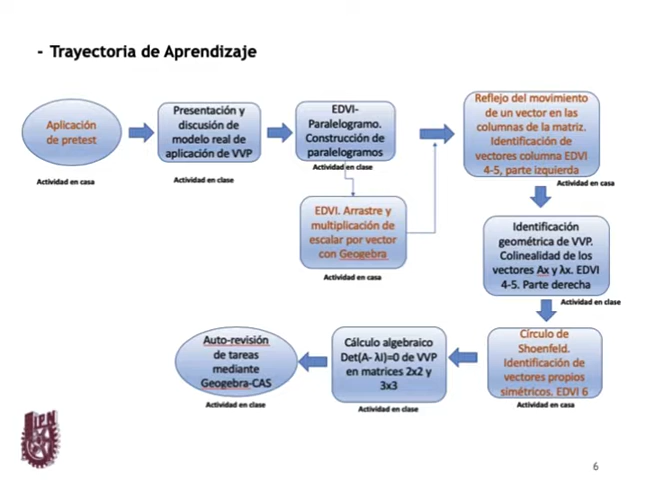 - Trayectoria de Aprendizaje
Aplicación
de pretest
Actividad en casa
Presentación y
discusión de
modelo real de
aplicación de VVP
Actividad en clase
EDVI-
Paralelogramo.
Construcción de
paralelogramos
Actividad en clase
EDVI. Arrastre y
multiplicación de
escalar por vector
con Geogebra
Actividad en casa
Reflejo del movimiento
de un vector en las
columnas de la matriz.
Identificación de
vectores columna EDVI
4-5, parte izquierda
Actividad en casa
Identificación
geométrica de VVP.
Colinealidad de los
vectores Ax y λx. EDVI
4-5. Parte derecha
Actividad en clase
Círculo de
Shoenfeld.
Identificación de
vectores propios
simétricos. EDVI 6
Actividad en casa
Cálculo algebraico
Det(A- λI)=0 de VVP
en matrices 2x2 y
3x3
Actividad en clase
Auto-revisión
de tareas
mediante
Geogebra-CAS
Actividad en clase
IPN
6